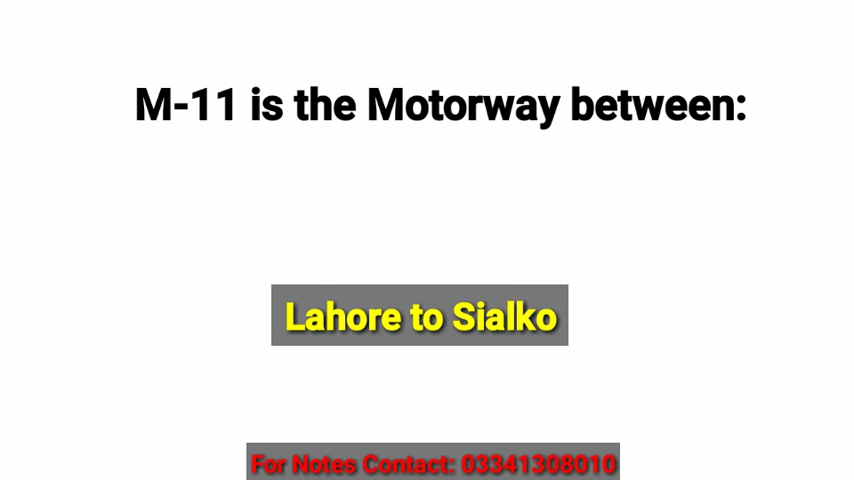 M-11 is the Motorway between:
Lahore to Sialko
For Notes Contact: 03341308010